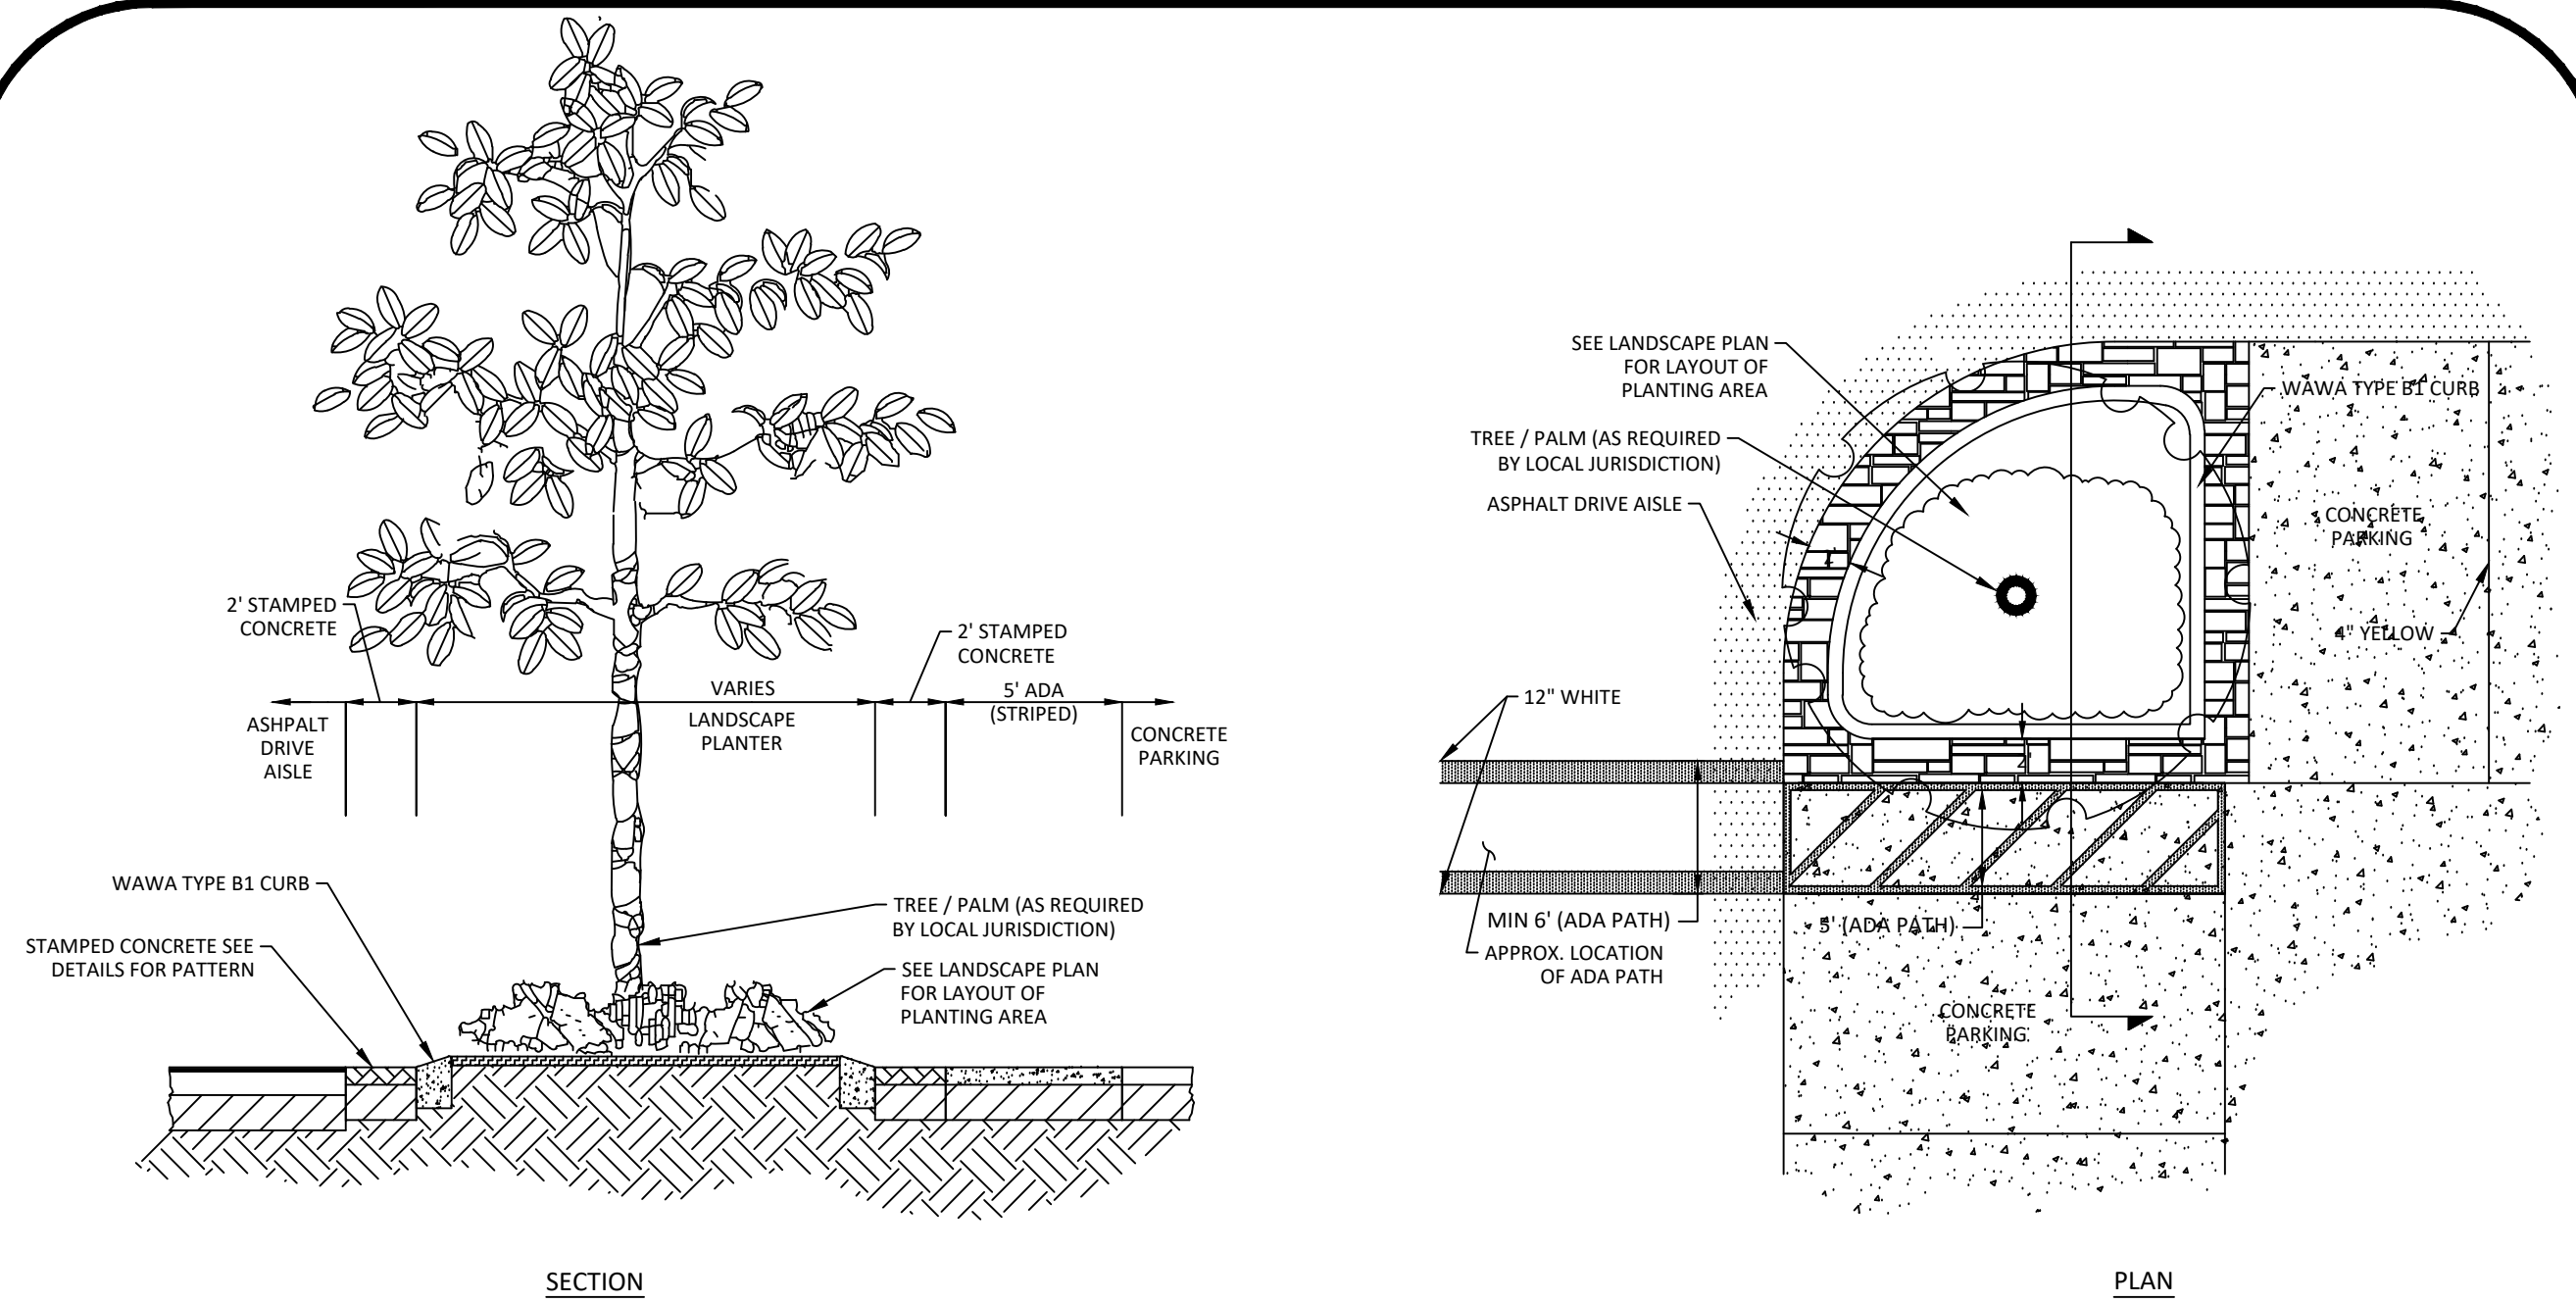 2' STAMPED
CONCRETE
2' STAMPED
CONCRETE
VARIES
LANDSCAPE
PLANTER
5' ADA
(STRIPED)
ASHPALT
DRIVE
AISLE
CONCRETE
PARKING
WAWA TYPE B1 CURB
STAMPED CONCRETE SEE
DETAILS FOR PATTERN
TREE / PALM (AS REQUIRED
BY LOCAL JURISDICTION)
SEE LANDSCAPE PLAN
FOR LAYOUT OF
PLANTING AREA
SECTION
SEE LANDSCAPE PLAN
FOR LAYOUT OF
PLANTING AREA
TREE / PALM (AS REQUIRED
BY LOCAL JURISDICTION)
ASPHALT DRIVE AISLE
WAWA TYPE B1 CURB
CONCRETE
PARKING
4" YELLOW
12" WHITE
2'
MIN 6' (ADA PATH)
5' (ADA PATH)
APPROX. LOCATION
OF ADA PATH
CONCRETE
PARKING
PLAN